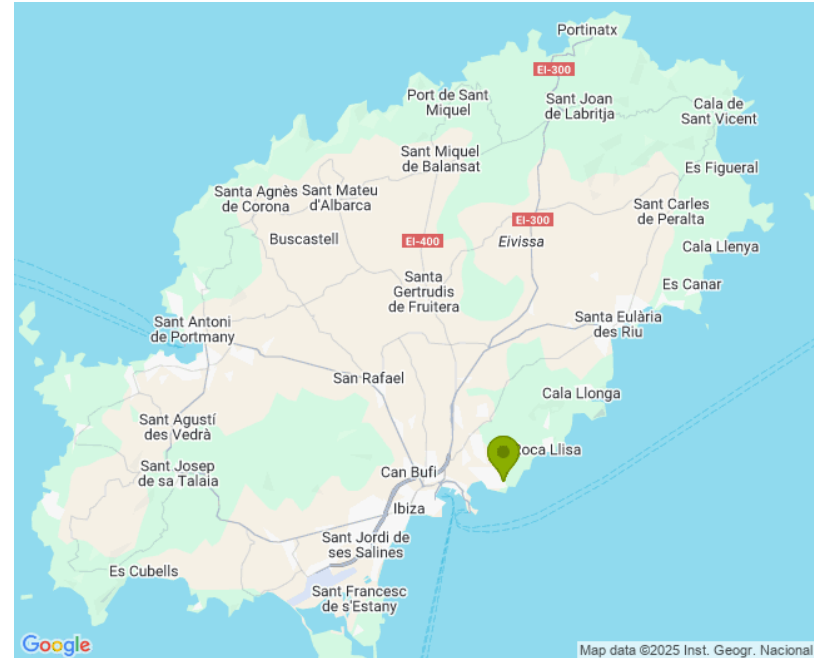 Portinatx
EI-300
Port de Sant
Miquel
Sant Joan
de Labritja
Cala de
Sant Vicent
Sant Miquel
de Balansat
Es Figueral
Santa Agnès
de Corona
Sant Mateu
d'Albarca
Sant Carles
de Peralta
EI-300
Buscastell
EI-400
Eivissa
Cala Llenya
Santa
Gertrudis
de Fruitera
Es Canar
Sant Antoni
de Portmany
Santa Eulària
des Riu
San Rafael
Cala Llonga
Sant Agustí
des Vedrà
Roca Llisa
Sant Josep
de sa Talaia
Can Bufi
Ibiza
Sant Jordi de
ses Salines
Es Cubells
Sant Francesc
de s'Estany
Google
Map data ©2025 Inst. Geogr. Nacional